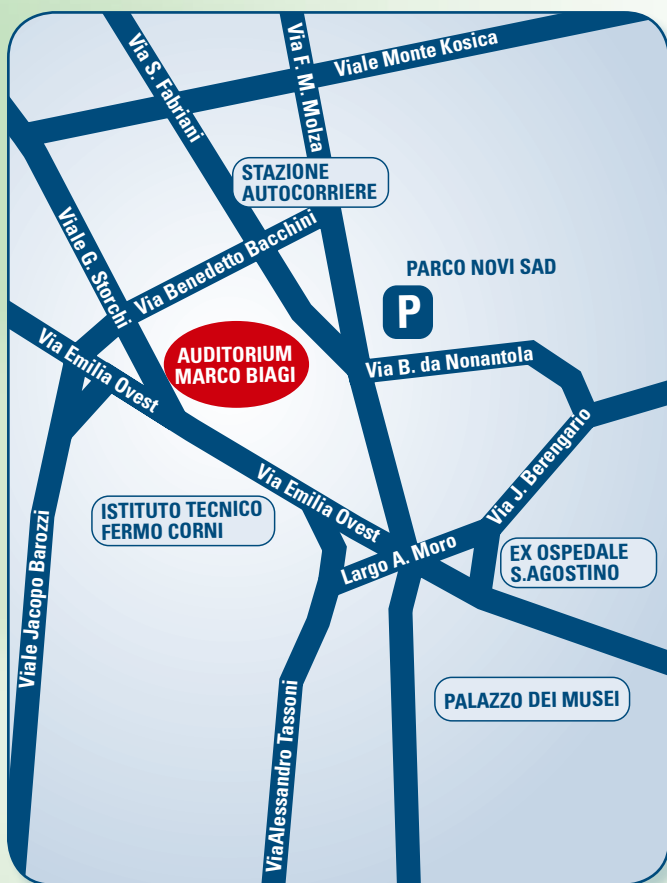 Via S. Fabriani
Via F. M. Molza
Viale Monte Kosica
STAZIONE
AUTOCORRIERE
Viale G. Storchi
Via Benedetto Bacchini
PARCO NOVI SAD
P
Via Emilia Ovest
AUDITORIUM
MARCO BIAGI
Via B. da Nonantola
Via J. Berengario
Via Emilia Ovest
ISTITUTO TECNICO
FERMO CORNI
Largo A. Moro
EX OSPEDALE
S.AGOSTINO
Viale Jacopo Barozzi
ViaAlessandro Tassoni
PALAZZO DEI MUSEI